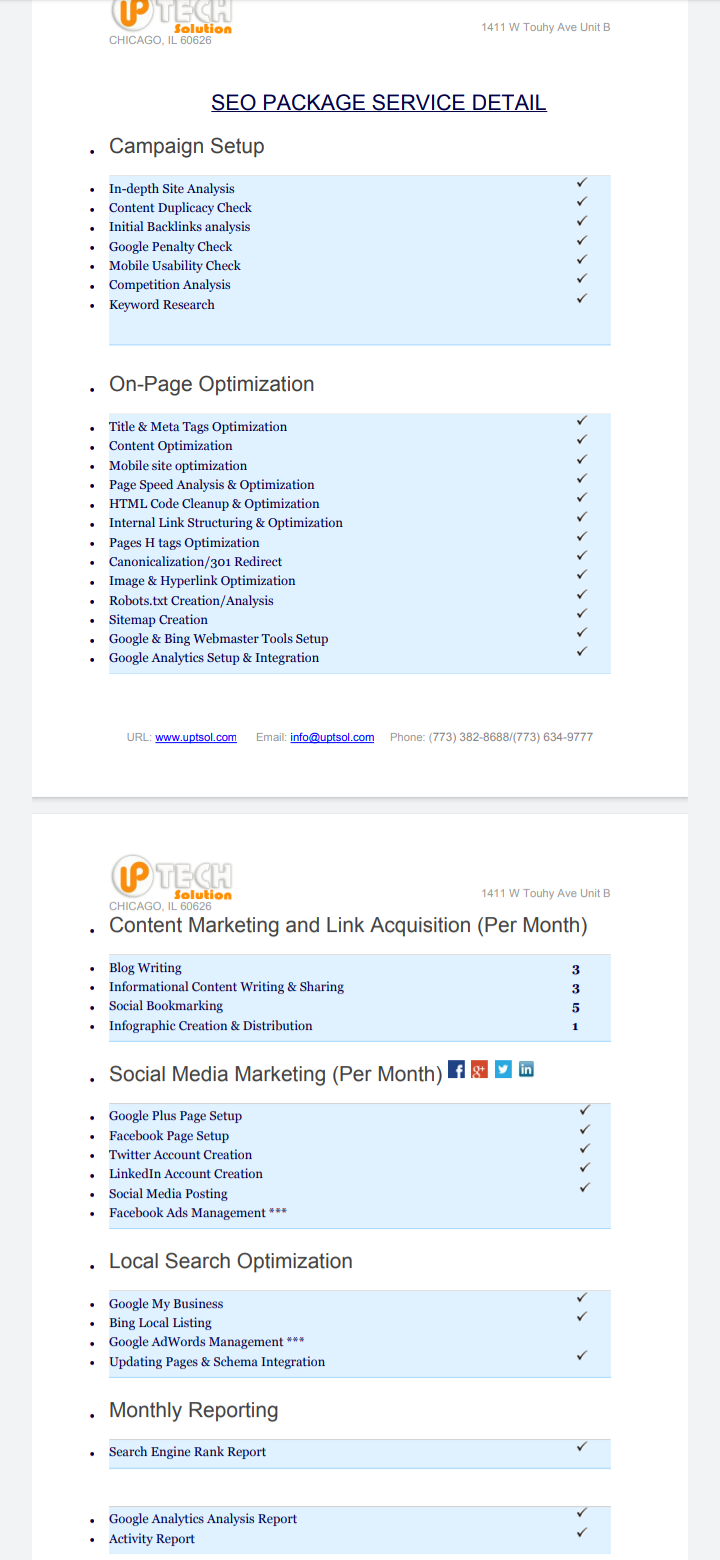 UP TECH
Solution
1411 W Touhy Ave Unit B
CHICAGO, IL 60626
SEO PACKAGE SERVICE DETAIL
• Campaign Setup
• In-depth Site Analysis ✓
• Content Duplicacy Check ✓
• Initial Backlinks analysis ✓
• Google Penalty Check ✓
• Mobile Usability Check ✓
• Competition Analysis ✓
• Keyword Research ✓
• On-Page Optimization
• Title & Meta Tags Optimization ✓
• Content Optimization ✓
• Mobile site optimization ✓
• Page Speed Analysis & Optimization ✓
• HTML Code Cleanup & Optimization ✓
• Internal Link Structuring & Optimization ✓
• Pages H tags Optimization ✓
• Canonicalization/301 Redirect ✓
• Image & Hyperlink Optimization ✓
• Robots.txt Creation/Analysis ✓
• Sitemap Creation ✓
• Google & Bing Webmaster Tools Setup ✓
• Google Analytics Setup & Integration ✓
URL: www.uptsol.com Email: info@uptsol.com Phone: (773) 382-8688/(773) 634-9777
UP TECH
Solution
1411 W Touhy Ave Unit B
CHICAGO, IL 60626
• Content Marketing and Link Acquisition (Per Month)
• Blog Writing 3
• Informational Content Writing & Sharing 3
• Social Bookmarking 5
• Infographic Creation & Distribution 1
• Social Media Marketing (Per Month) f g+ in
• Google Plus Page Setup ✓
• Facebook Page Setup ✓
• Twitter Account Creation ✓
• LinkedIn Account Creation ✓
• Social Media Posting ✓
• Facebook Ads Management ***
• Local Search Optimization
• Google My Business ✓
• Bing Local Listing ✓
• Google AdWords Management ***
• Updating Pages & Schema Integration ✓
• Monthly Reporting
• Search Engine Rank Report ✓
• Google Analytics Analysis Report ✓
• Activity Report ✓